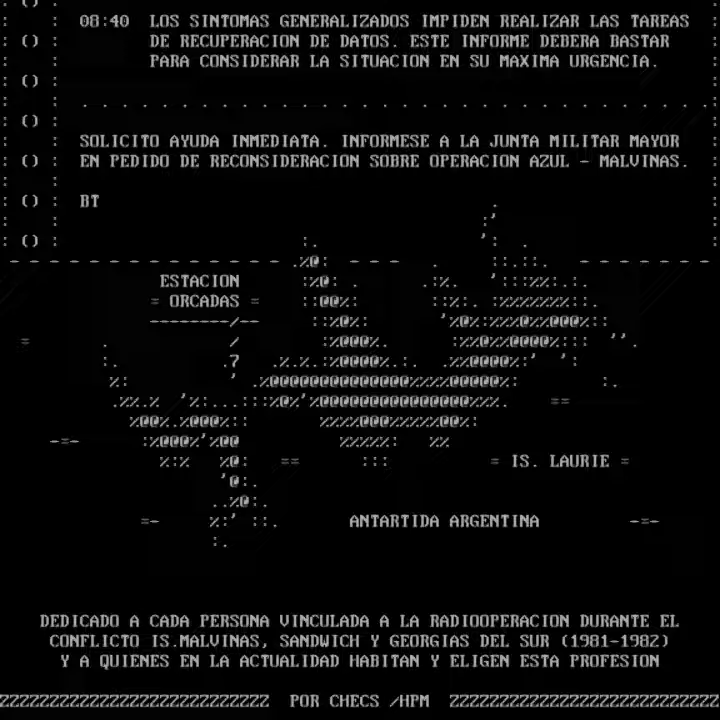 08:40 LOS SINTOMAS GENERALIZADOS IMPIDEN REALIZAR LAS TAREAS
DE RECUPERACION DE DATOS. ESTE INFORME DEBERA BASTAR
PARA CONSIDERAR LA SITUACION EN SU MAXIMA URGENCIA.
SOLICITO AYUDA INMEDIATA. INFORMESE A LA JUNTA MILITAR MAYOR
EN PEDIDO DE RECONSIDERACION SOBRE OPERACION AZUL - MALVINAS.
BT
ESTACION
= ORCADAS =
= IS. LAURIE =
ANTARTIDA ARGENTINA
DEDICADO A CADA PERSONA VINCULADA A LA RADIOOPERACION DURANTE EL
CONFLICTO IS.MALVINAS, SANDWICH Y GEORGIAS DEL SUR (1981-1982)
Y A QUIENES EN LA ACTUALIDAD HABITAN Y ELIGEN ESTA PROFESION
ZZZZZZZZZZZZZZZZZZZZZZZZZZZ POR CHECS /HPM ZZZZZZZZZZZZZZZZZZZZZZZZZZZ